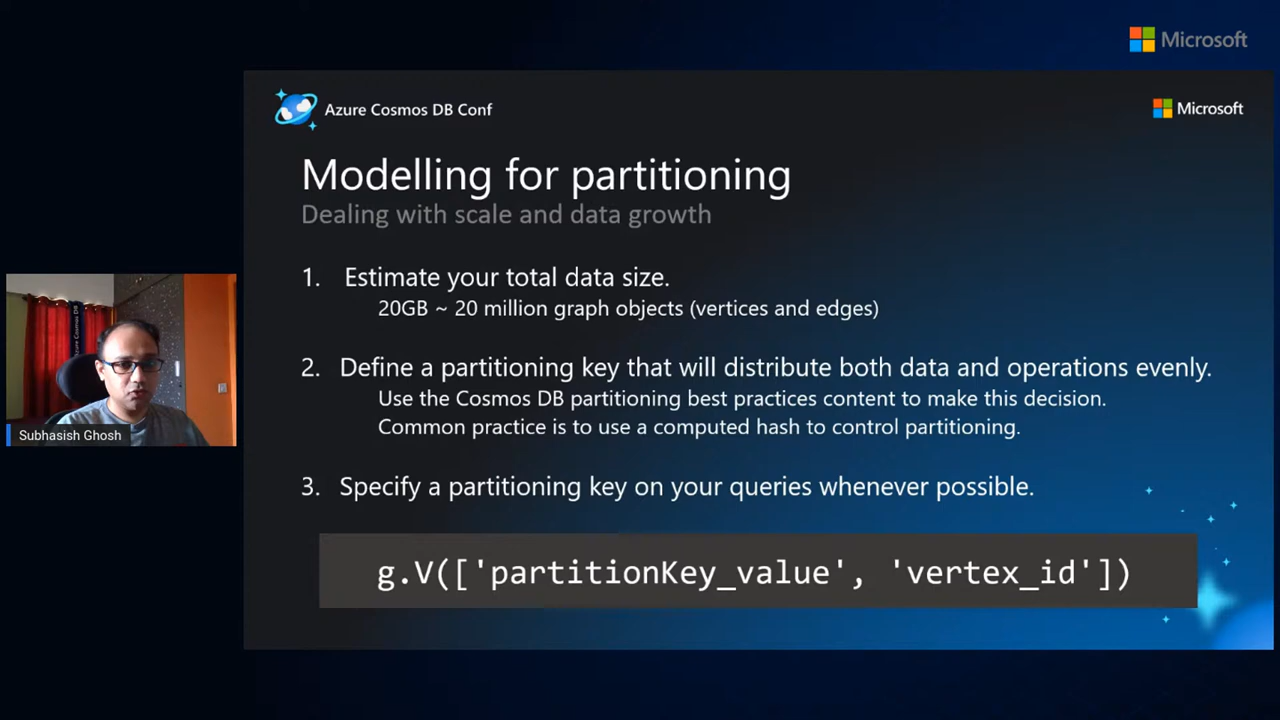 Microsoft
Azure Cosmos DB Conf
Microsoft
Modelling for partitioning
Dealing with scale and data growth
1. Estimate your total data size.
20GB ~ 20 million graph objects (vertices and edges)
2. Define a partitioning key that will distribute both data and operations evenly.
Use the Cosmos DB partitioning best practices content to make this decision.
Common practice is to use a computed hash to control partitioning.
3. Specify a partitioning key on your queries whenever possible.
g.V(['partitionKey_value', 'vertex_id'])
Azure Cosmos DB
Subhasish Ghosh